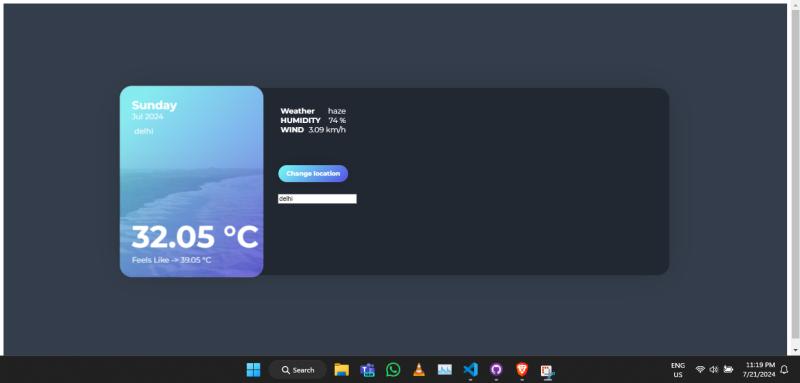 Sunday
Jul 2024
delhi
32.05 °C
Feels Like -> 39.05 °C
Weather haze
HUMIDITY 74 %
WIND 3.09 km/h
Change location
delhi
Search
ENG
US
11:19 PM
7/21/2024